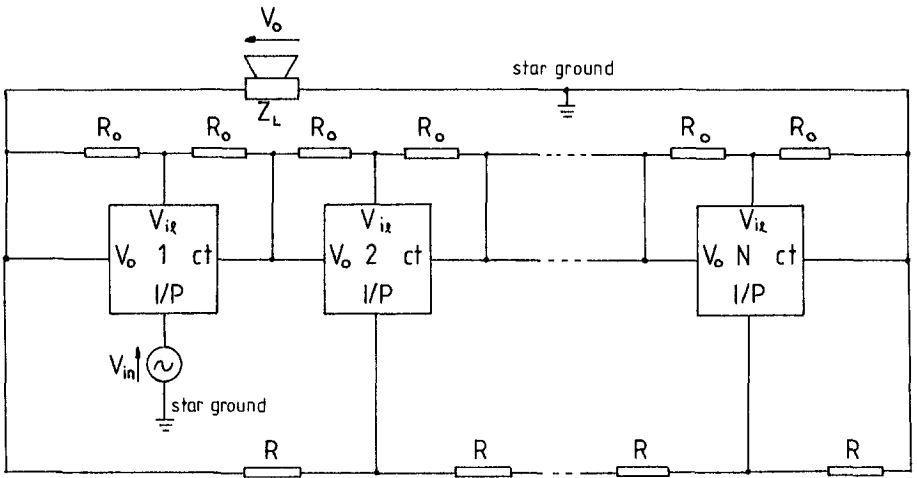 Vₒ
star ground
Z_L
Rₒ Rₒ Rₒ Rₒ Rₒ Rₒ
Vᵢℓ Vᵢℓ Vᵢℓ
Vₒ 1 ct Vₒ 2 ct Vₒ N ct
I/P I/P I/P
Vᵢₙ
star ground
R R R R